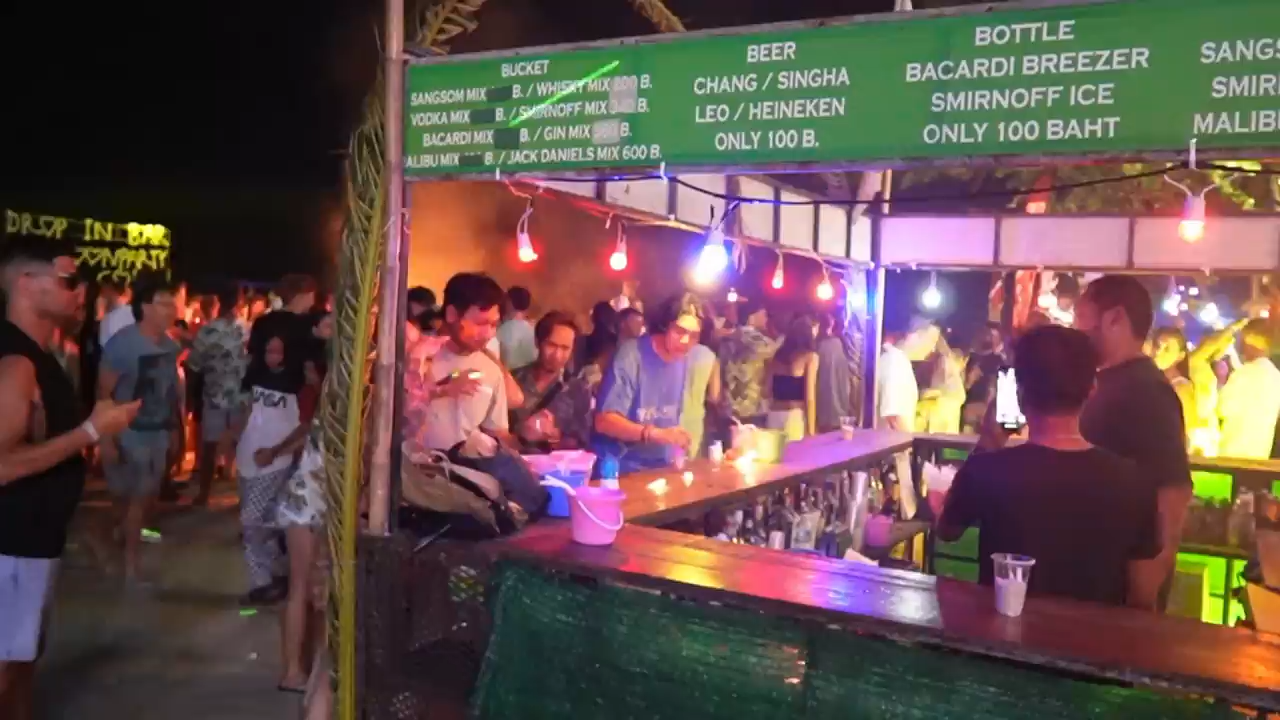 BUCKET
SANGSOM MIX B. / WHISKY MIX B.
VODKA MIX B. / SMIRNOFF MIX B.
BACARDI MIX B. / GIN MIX B.
MALIBU MIX B. / JACK DANIELS MIX 600 B.
BEER
CHANG / SINGHA
LEO / HEINEKEN
ONLY 100 B.
BOTTLE
BACARDI BREEZER
SMIRNOFF ICE
ONLY 100 BAHT
SANGS
SMIR
MALIBU
DROP IN BAR
NASA